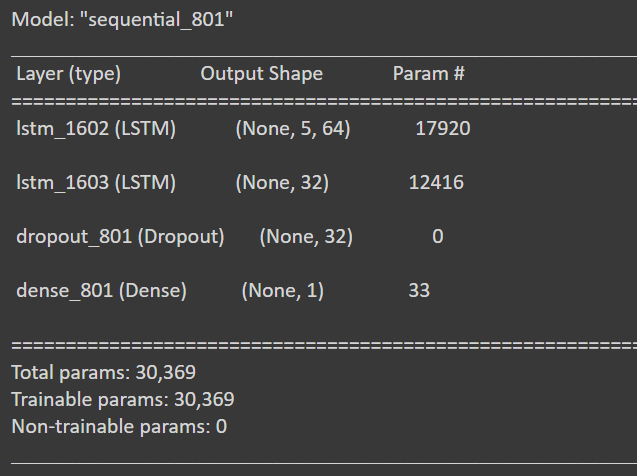 Model: "sequential_801"
_________________________________________________________________
Layer (type) Output Shape Param #
=================================================================
lstm_1602 (LSTM) (None, 5, 64) 17920
lstm_1603 (LSTM) (None, 32) 12416
dropout_801 (Dropout) (None, 32) 0
dense_801 (Dense) (None, 1) 33
=================================================================
Total params: 30,369
Trainable params: 30,369
Non-trainable params: 0
_________________________________________________________________